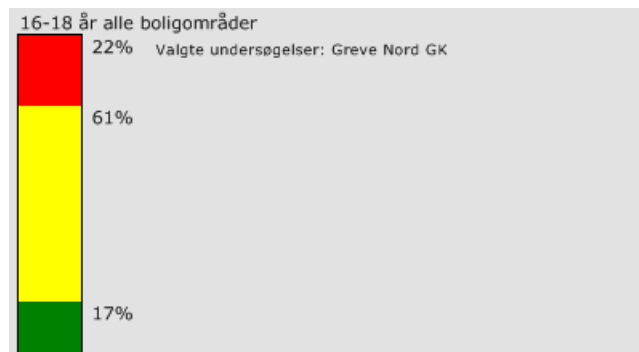 16-18 år alle boligområder
22% Valgte undersøgelser: Greve Nord GK
61%
17%